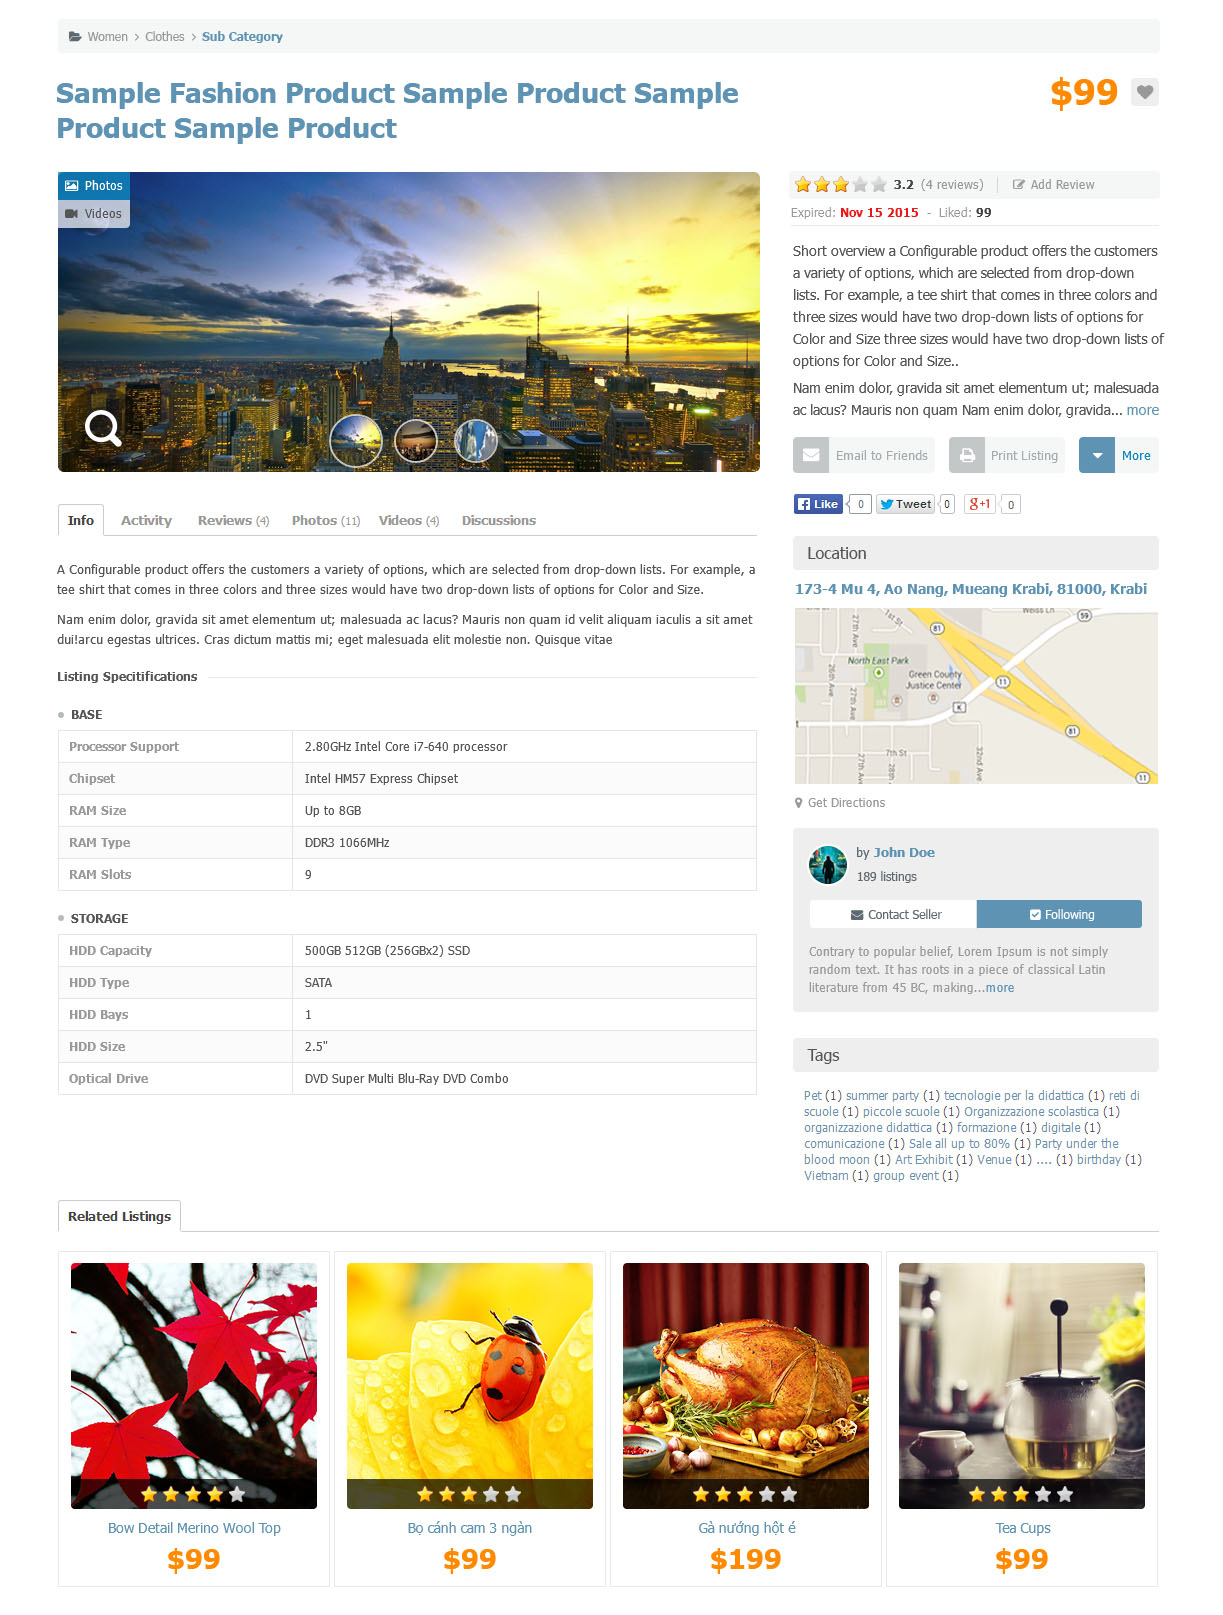 Women > Clothes > Sub Category
Sample Fashion Product Sample Product Sample
Product Sample Product
$99
Photos
Videos
3.2 (4 reviews) Add Review
Expired: Nov 15 2015 - Liked: 99
Short overview a Configurable product offers the customers
a variety of options, which are selected from drop-down
lists. For example, a tee shirt that comes in three colors and
three sizes would have two drop-down lists of options for
Color and Size three sizes would have two drop-down lists of
options for Color and Size..
Nam enim dolor, gravida sit amet elementum ut; malesuada
ac lacus? Mauris non quam Nam enim dolor, gravida... more
Email to Friends Print Listing More
Like 0 Tweet 0 g+1 0
Info Activity Reviews (4) Photos (11) Videos (4) Discussions
A Configurable product offers the customers a variety of options, which are selected from drop-down lists. For example, a
tee shirt that comes in three colors and three sizes would have two drop-down lists of options for Color and Size.
Nam enim dolor, gravida sit amet elementum ut; malesuada ac lacus? Mauris non quam id velit aliquam iaculis a sit amet
dui!arcu egestas ultrices. Cras dictum mattis mi; eget malesuada elit molestie non. Quisque vitae
Listing Specitifications
BASE
Processor Support 2.80GHz Intel Core i7-640 processor
Chipset Intel HM57 Express Chipset
RAM Size Up to 8GB
RAM Type DDR3 1066MHz
RAM Slots 9
STORAGE
HDD Capacity 500GB 512GB (256GBx2) SSD
HDD Type SATA
HDD Bays 1
HDD Size 2.5"
Optical Drive DVD Super Multi Blu-Ray DVD Combo
Location
173-4 Mu 4, Ao Nang, Mueang Krabi, 81000, Krabi
Weiss Ln
59
1st St
81
27th Ave
North East Park
26th Ave
27th Ave
Green County
Justice Center
11
K
81
7th St
32nd Ave
27th Ave
28th
11
Get Directions
by John Doe
189 listings
Contact Seller Following
Contrary to popular belief, Lorem Ipsum is not simply
random text. It has roots in a piece of classical Latin
literature from 45 BC, making...more
Tags
Pet (1) summer party (1) tecnologie per la didattica (1) reti di
scuole (1) piccole scuole (1) Organizzazione scolastica (1)
organizzazione didattica (1) formazione (1) digitale (1)
comunicazione (1) Sale all up to 80% (1) Party under the
blood moon (1) Art Exhibit (1) Venue (1) .... (1) birthday (1)
Vietnam (1) group event (1)
Related Listings
Bow Detail Merino Wool Top
$99
Bọ cánh cam 3 ngàn
$99
Gà nướng hột é
$199
Tea Cups
$99